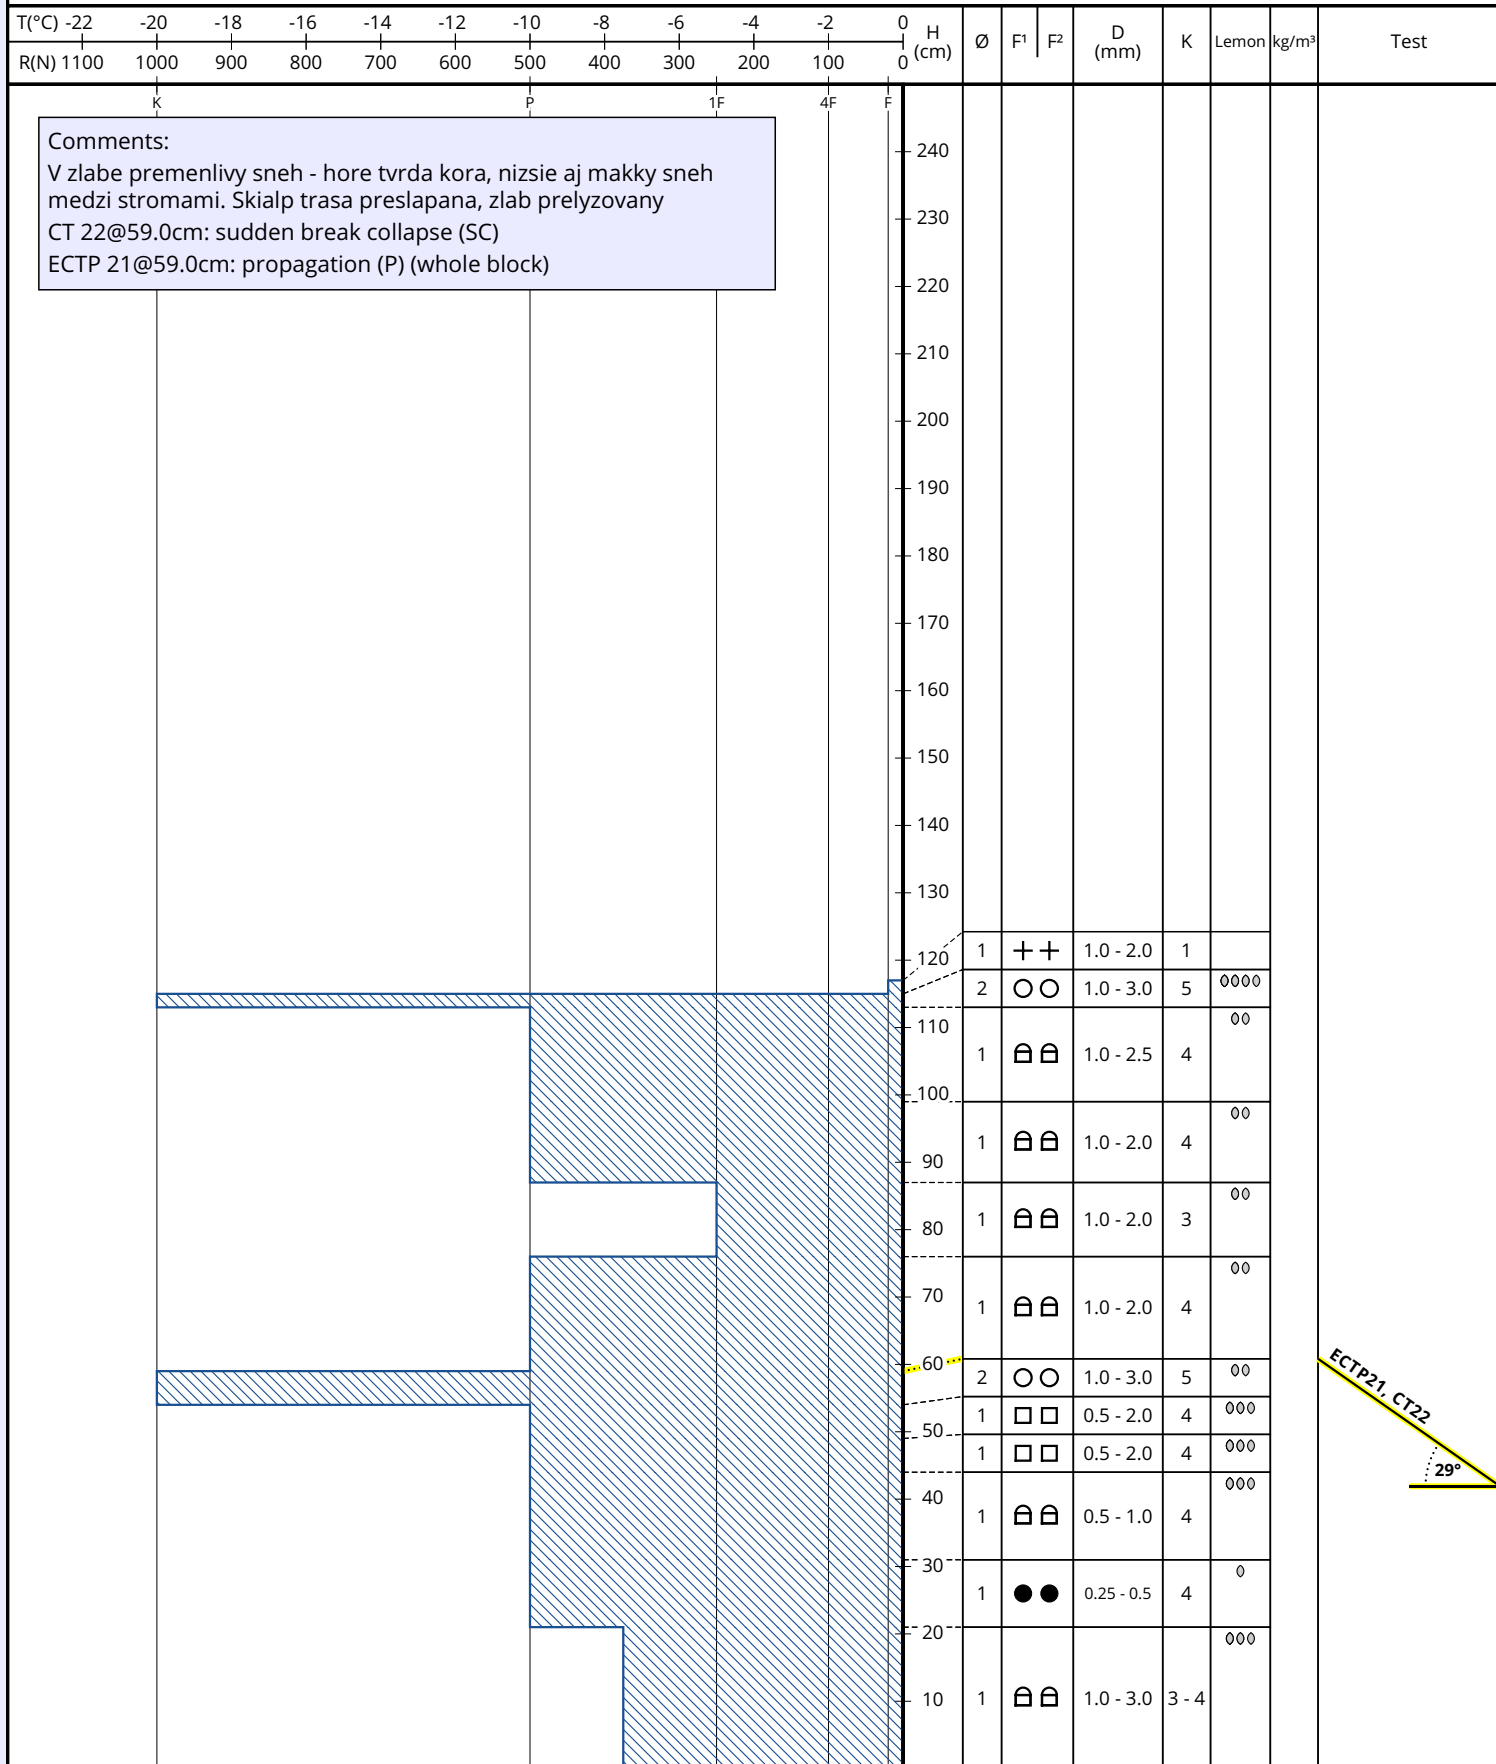 T(°C) -22 -20 -18 -16 -14 -12 -10 -8 -6 -4 -2 0
R(N) 1100 1000 900 800 700 600 500 400 300 200 100 0
H (cm) Ø F¹ F² D (mm) K Lemon kg/m³ Test
K P 1F 4F F
Comments:
V zlabe premenlivy sneh - hore tvrda kora, nizsie aj makky sneh
medzi stromami. Skialp trasa preslapana, zlab prelyzovany
CT 22@59.0cm: sudden break collapse (SC)
ECTP 21@59.0cm: propagation (P) (whole block)
240
230
220
210
200
190
180
170
160
150
140
130
120
110
100
90
80
70
60
50
40
30
20
10
1 1.0 - 2.0 1
2 1.0 - 3.0 5
1 1.0 - 2.5 4
1 1.0 - 2.0 4
1 1.0 - 2.0 3
1 1.0 - 2.0 4
2 1.0 - 3.0 5
1 0.5 - 2.0 4
1 0.5 - 2.0 4
1 0.5 - 1.0 4
1 0.25 - 0.5 4
1 1.0 - 3.0 3 - 4
ECTP21, CT22
29°